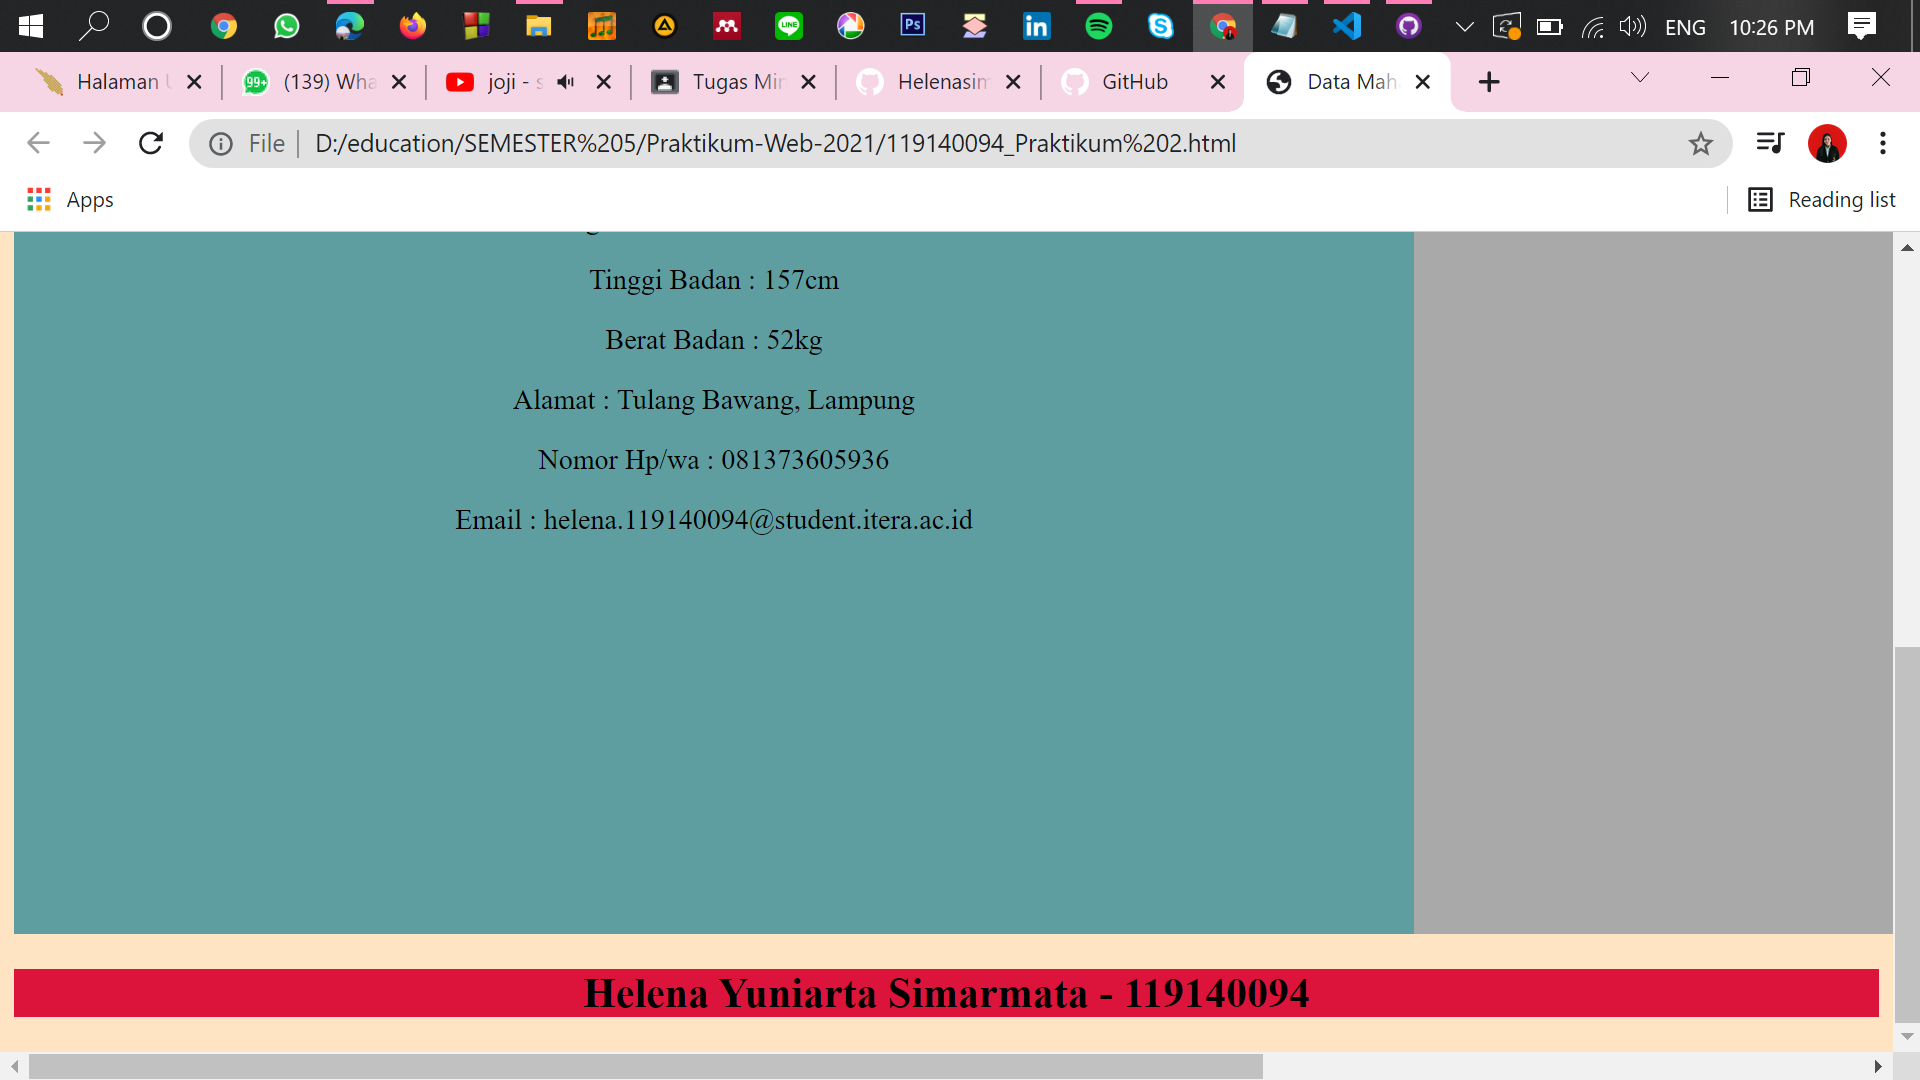 ENG 10:26 PM
Halaman
(139) Wha
joji - s
Tugas Min
Helenasim
GitHub
Data Mah
File D:/education/SEMESTER%205/Praktikum-Web-2021/119140094_Praktikum%202.html
Apps
Reading list
Tinggi Badan : 157cm
Berat Badan : 52kg
Alamat : Tulang Bawang, Lampung
Nomor Hp/wa : 081373605936
Email : helena.119140094@student.itera.ac.id
Helena Yuniarta Simarmata - 119140094